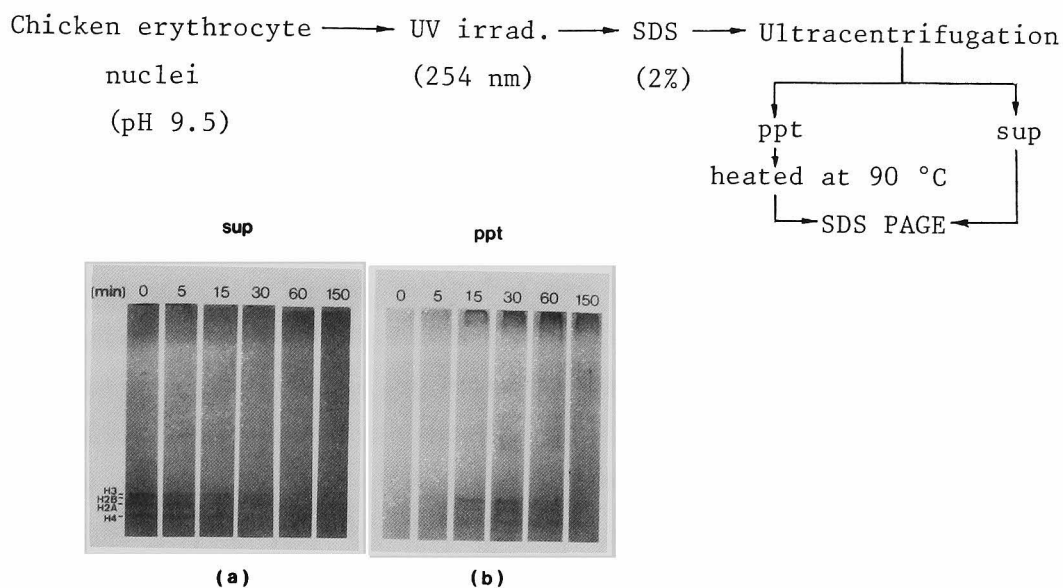 Chicken erythrocyte → UV irrad. → SDS → Ultracentrifugation
nuclei (254 nm) (2%)
(pH 9.5)
ppt sup
heated at 90 °C
SDS PAGE
sup ppt
(min) 0 5 15 30 60 150 0 5 15 30 60 150
H3
H2B
H2A
H4
(a) (b)